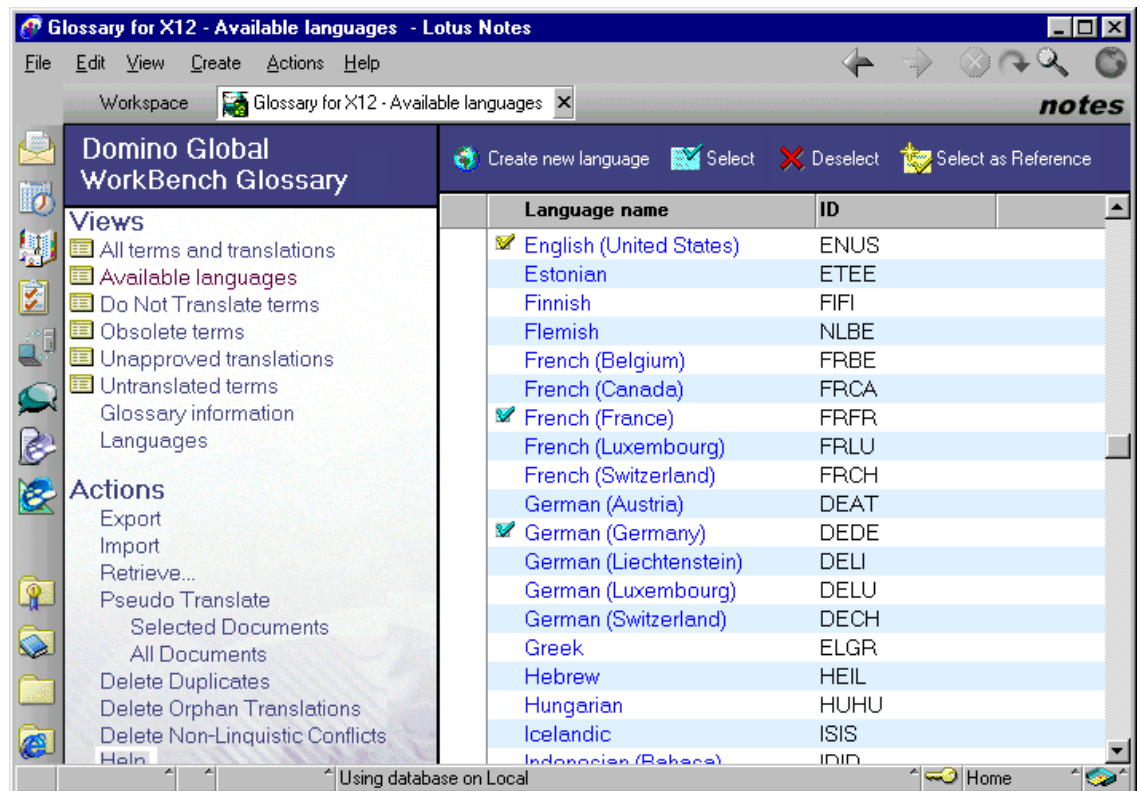 Glossary for X12 - Available languages - Lotus Notes
File Edit View Create Actions Help
Workspace Glossary for X12 - Available languages
notes
Domino Global
WorkBench Glossary
Create new language Select Deselect Select as Reference
Views
All terms and translations
Available languages
Do Not Translate terms
Obsolete terms
Unapproved translations
Untranslated terms
Glossary information
Languages
Actions
Export
Import
Retrieve...
Pseudo Translate
Selected Documents
All Documents
Delete Duplicates
Delete Orphan Translations
Delete Non-Linquistic Conflicts
Help
Language name ID
English (United States) ENUS
Estonian ETEE
Finnish FIFI
Flemish NLBE
French (Belgium) FRBE
French (Canada) FRCA
French (France) FRFR
French (Luxembourg) FRLU
French (Switzerland) FRCH
German (Austria) DEAT
German (Germany) DEDE
German (Liechtenstein) DELI
German (Luxembourg) DELU
German (Switzerland) DECH
Greek ELGR
Hebrew HEIL
Hungarian HUHU
Icelandic ISIS
Indonesian (Bahasa) IDID
Using database on Local
Home